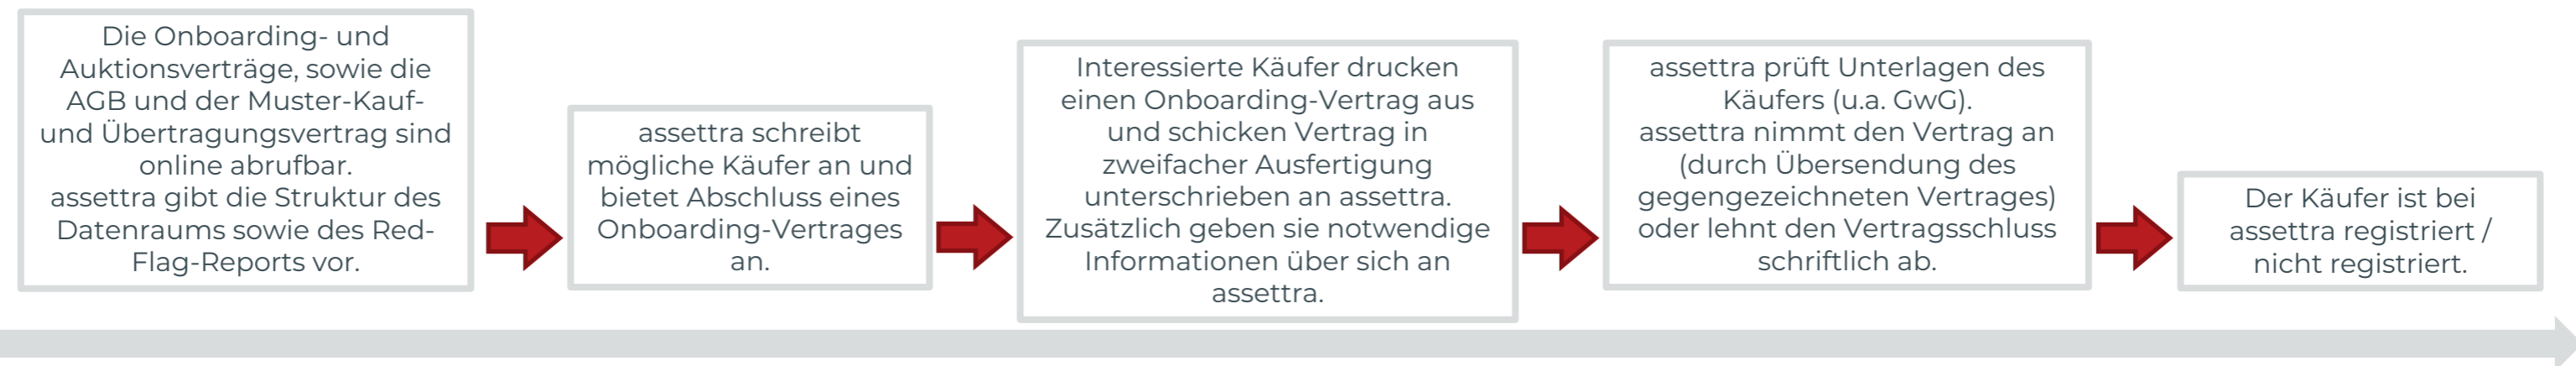 Die Onboarding- und
Auktionsverträge, sowie die
AGB und der Muster-Kauf-
und Übertragungsvertrag sind
online abrufbar.
assettra gibt die Struktur des
Datenraums sowie des Red-
Flag-Reports vor.
assettra schreibt
mögliche Käufer an und
bietet Abschluss eines
Onboarding-Vertrages
an.
Interessierte Käufer drucken
einen Onboarding-Vertrag aus
und schicken Vertrag in
zweifacher Ausfertigung
unterschrieben an assettra.
Zusätzlich geben sie notwendige
Informationen über sich an
assettra.
assettra prüft Unterlagen des
Käufers (u.a. GwG).
assettra nimmt den Vertrag an
(durch Übersendung des
gegengezeichneten Vertrages)
oder lehnt den Vertragsschluss
schriftlich ab.
Der Käufer ist bei
assettra registriert /
nicht registriert.